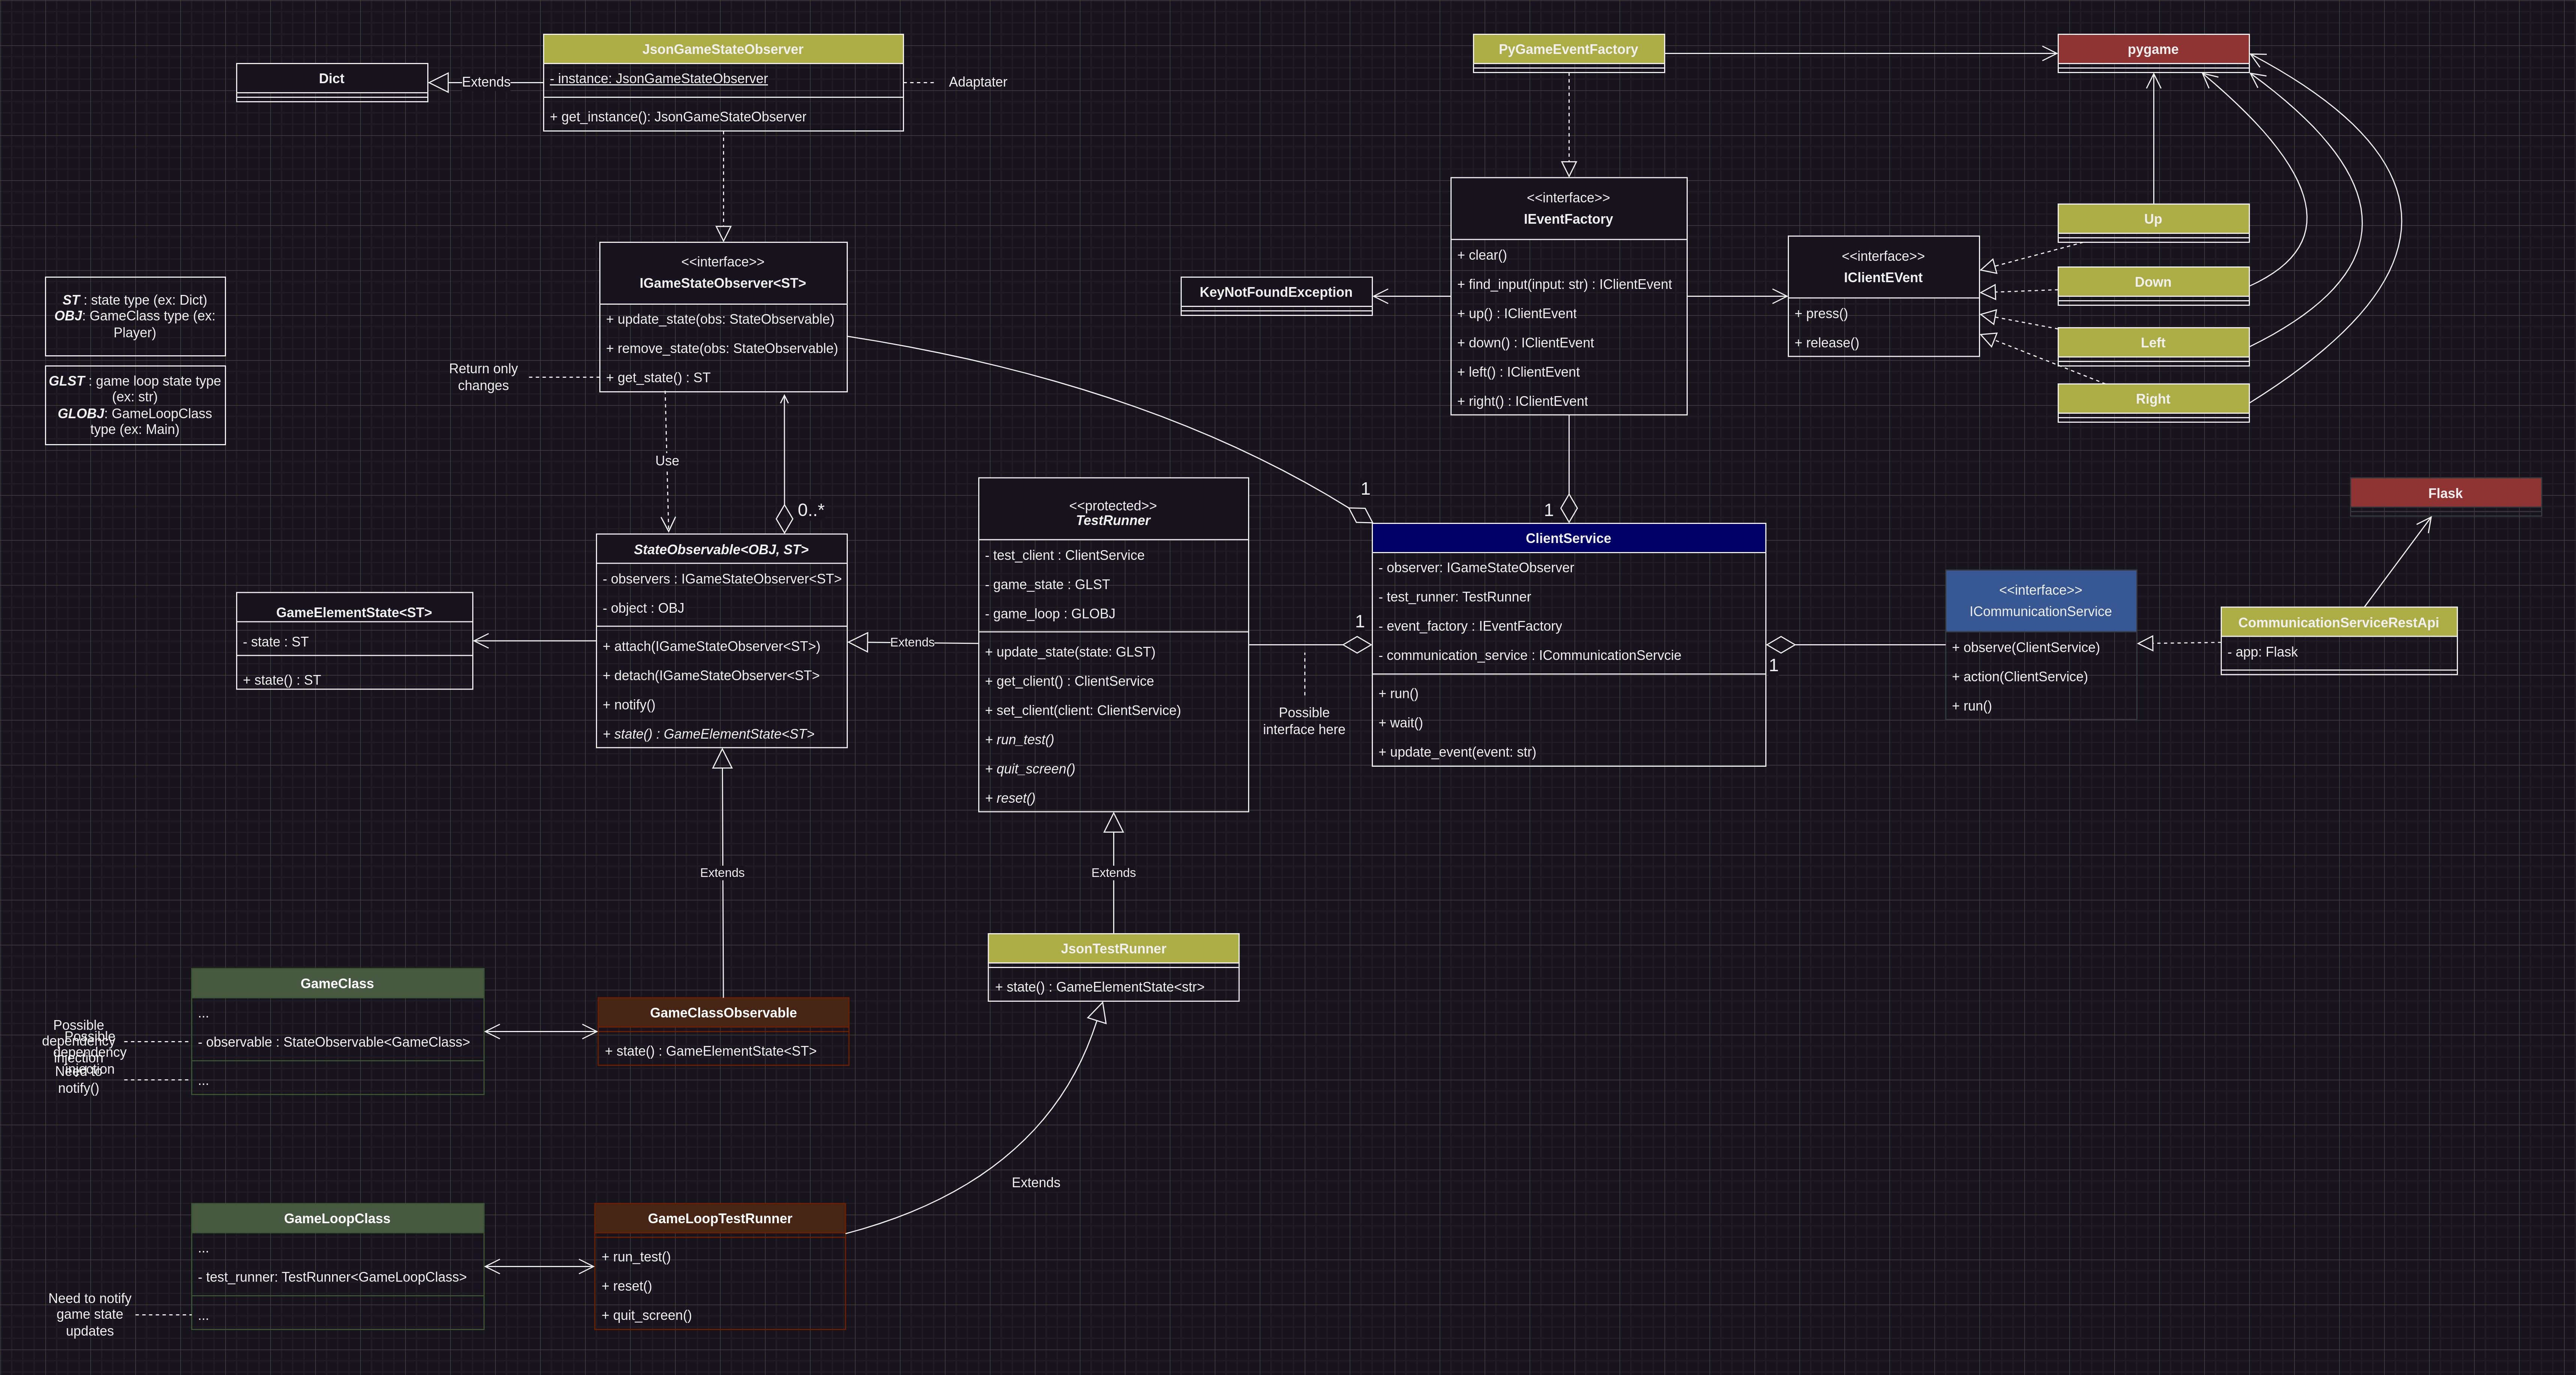 JsonGameStateObserver
- instance: JsonGameStateObserver
+ get_instance(): JsonGameStateObserver
Dict
Extends
Adaptater
PyGameEventFactory
pygame
<<interface>>
IGameStateObserver<ST>
+ update_state(obs: StateObservable)
+ remove_state(obs: StateObservable)
+ get_state() : ST
Return only
changes
ST : state type (ex: Dict)
OBJ: GameClass type (ex:
Player)
GLST : game loop state type
(ex: str)
GLOBJ: GameLoopClass
type (ex: Main)
<<interface>>
IEventFactory
+ clear()
+ find_input(input: str) : IClientEvent
+ up() : IClientEvent
+ down() : IClientEvent
+ left() : IClientEvent
+ right() : IClientEvent
KeyNotFoundException
<<interface>>
IClientEVent
+ press()
+ release()
Up
Down
Left
Right
Use
0..*
1
1
StateObservable<OBJ, ST>
- observers : IGameStateObserver<ST>
- object : OBJ
+ attach(IGameStateObserver<ST>)
+ detach(IGameStateObserver<ST>
+ notify()
+ state() : GameElementState<ST>
GameElementState<ST>
- state : ST
+ state() : ST
Extends
<<protected>>
TestRunner
- test_client : ClientService
- game_state : GLST
- game_loop : GLOBJ
+ update_state(state: GLST)
+ get_client() : ClientService
+ set_client(client: ClientService)
+ run_test()
+ quit_screen()
+ reset()
1
Possible
interface here
ClientService
- observer: IGameStateObserver
- test_runner: TestRunner
- event_factory : IEventFactory
- communication_service : ICommunicationServcie
+ run()
+ wait()
+ update_event(event: str)
1
<<interface>>
ICommunicationService
+ observe(ClientService)
+ action(ClientService)
+ run()
Flask
CommunicationServiceRestApi
- app: Flask
Extends
Extends
JsonTestRunner
+ state() : GameElementState<str>
GameClass
...
- observable : StateObservable<GameClass>
...
Possible
dependency
injection
Possible
dependency
injection
Need to
notify()
GameClassObservable
+ state() : GameElementState<ST>
Extends
GameLoopClass
...
- test_runner: TestRunner<GameLoopClass>
...
Need to notify
game state
updates
GameLoopTestRunner
+ run_test()
+ reset()
+ quit_screen()